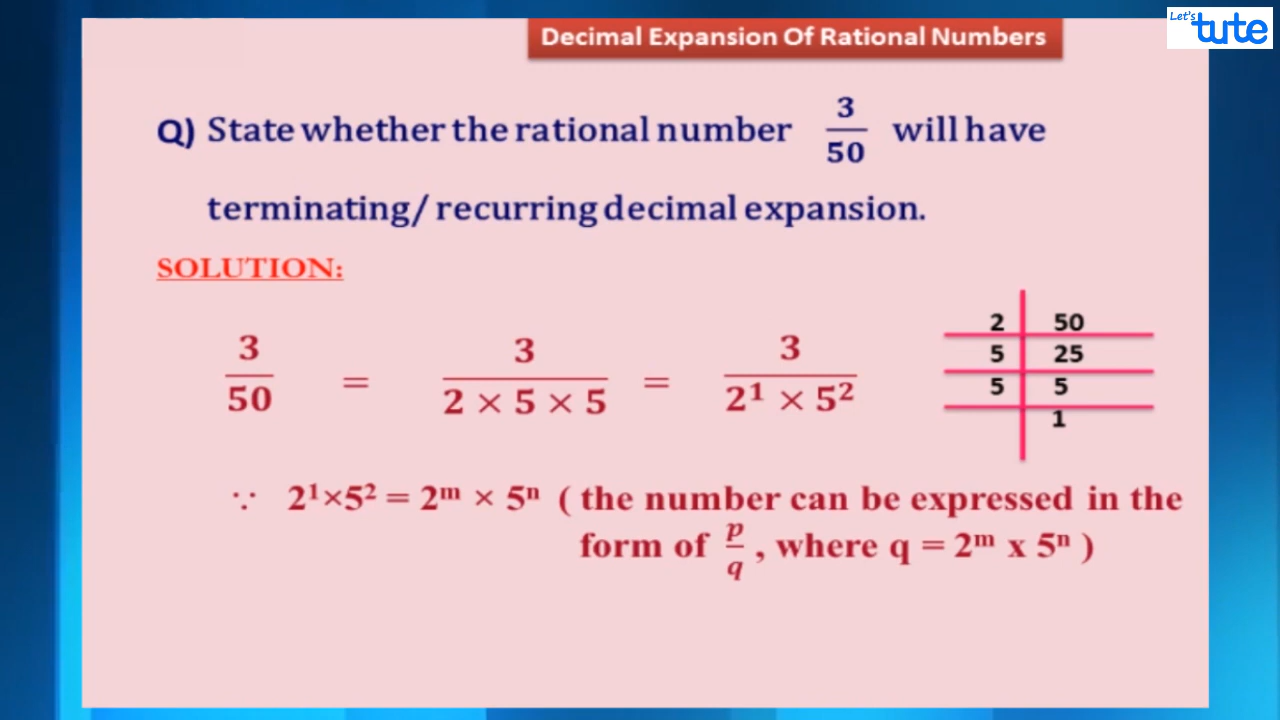 Let's
tute
Decimal Expansion Of Rational Numbers
Q) State whether the rational number 3/50 will have
terminating/ recurring decimal expansion.
SOLUTION:
3/50 = 3/(2 × 5 × 5) = 3/(2¹ × 5²)
2 | 50
5 | 25
5 | 5
1
∵ 2¹×5² = 2ᵐ × 5ⁿ ( the number can be expressed in the
form of p/q , where q = 2ᵐ x 5ⁿ )